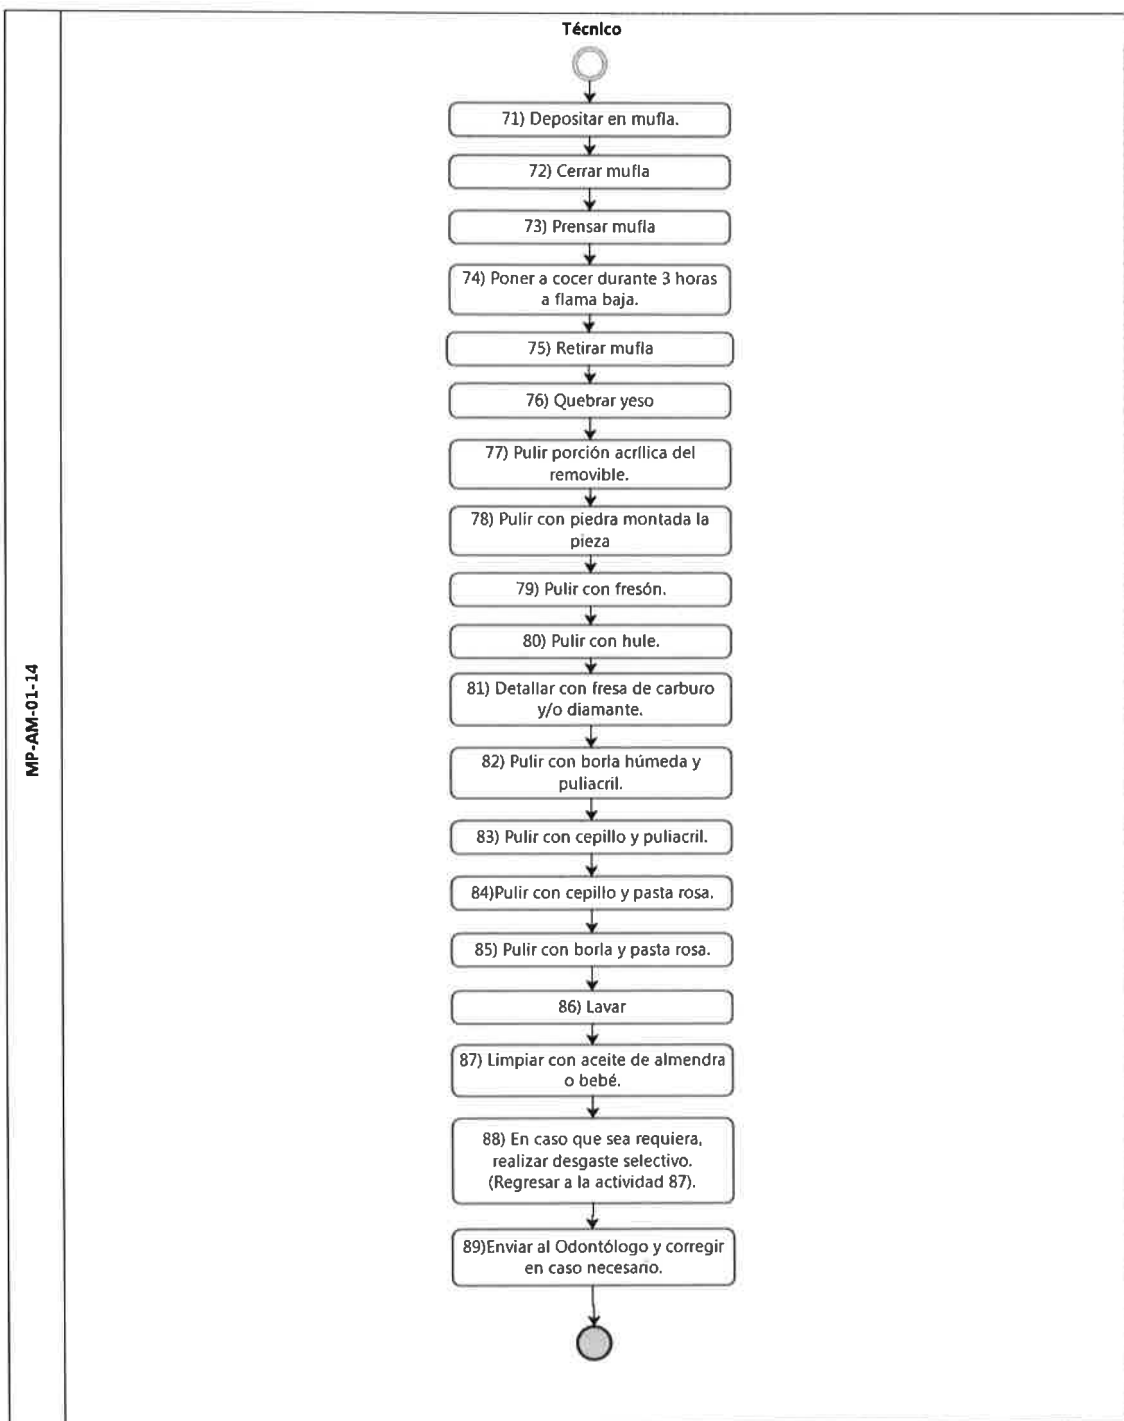 Técnico
71) Depositar en mufla.
72) Cerrar mufla
73) Prensar mufla
74) Poner a cocer durante 3 horas
a flama baja.
75) Retirar mufla
76) Quebrar yeso
77) Pulir porción acrílica del
removible.
78) Pulir con piedra montada la
pieza
79) Pulir con fresón.
80) Pulir con hule.
81) Detallar con fresa de carburo
y/o diamante.
82) Pulir con borla húmeda y
puliacril.
83) Pulir con cepillo y puliacril.
84)Pulir con cepillo y pasta rosa.
85) Pulir con borla y pasta rosa.
86) Lavar
87) Limpiar con aceite de almendra
o bebé.
88) En caso que sea requiera,
realizar desgaste selectivo.
(Regresar a la actividad 87).
89)Enviar al Odontólogo y corregir
en caso necesario.
MP-AM-01-14